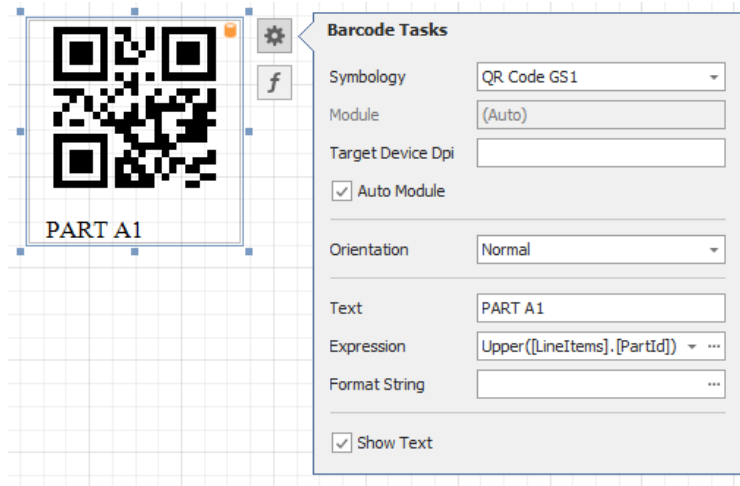 Barcode Tasks
Symbology QR Code GS1
Module (Auto)
Target Device Dpi
Auto Module
PART A1
Orientation Normal
Text PART A1
Expression Upper([LineItems].[PartId]) ...
Format String ...
Show Text
f